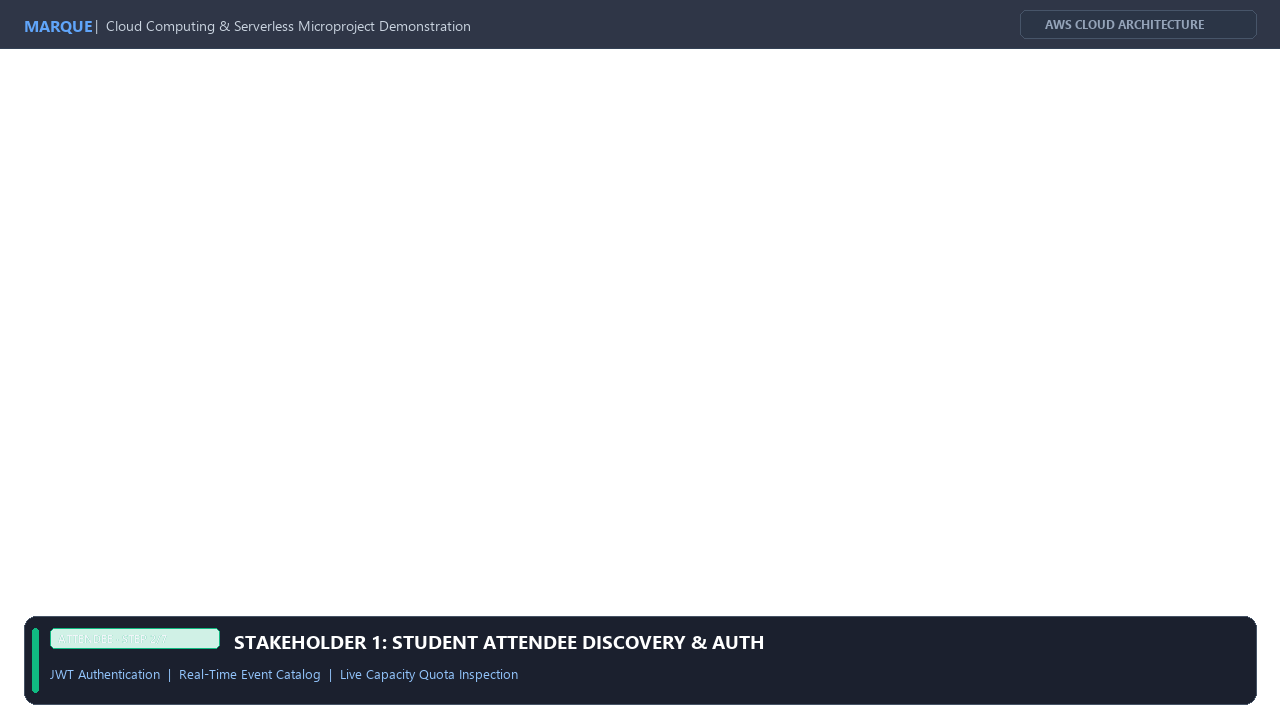 MARQUE | Cloud Computing & Serverless Microproject Demonstration
AWS CLOUD ARCHITECTURE
STAKEHOLDER 1: STUDENT ATTENDEE DISCOVERY & AUTH
JWT Authentication | Real-Time Event Catalog | Live Capacity Quota Inspection